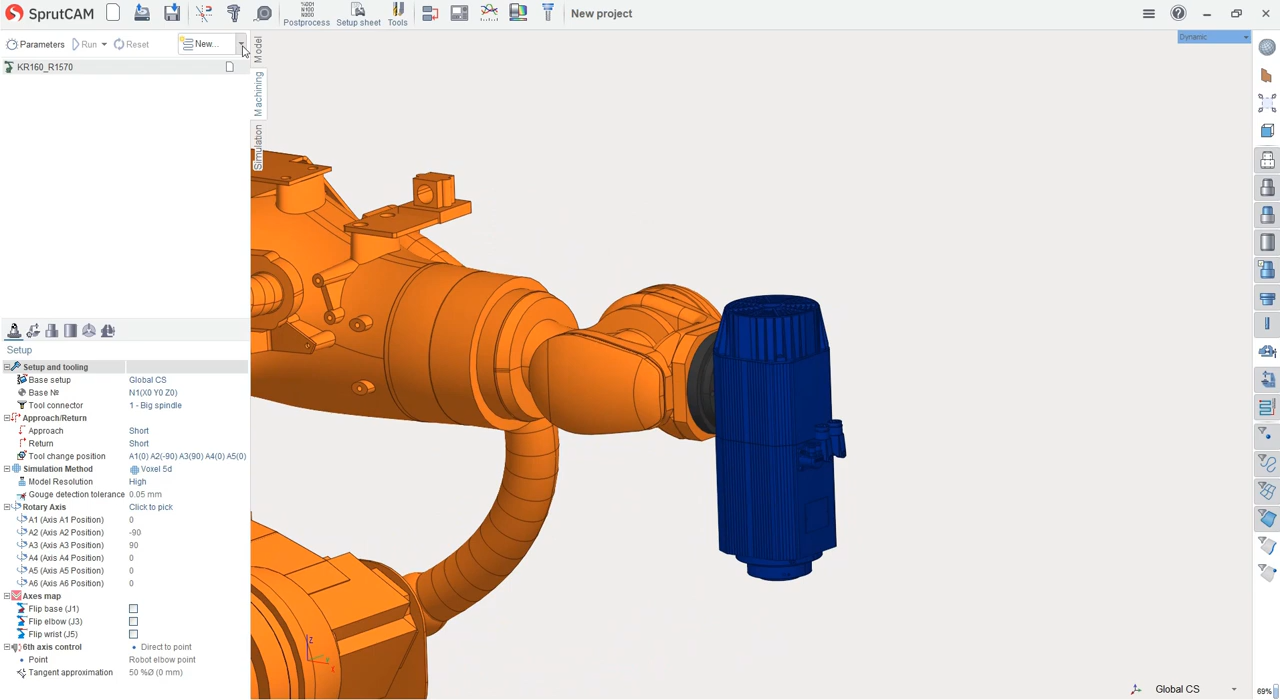 SprutCAM
%001
N100
N100
Postprocess
Setup sheet
Tools
New project
Parameters
Run
Reset
New...
Model
Machining
Simulation
KR160_R1570
Dynamic
Setup
Setup and tooling
Base setup Global CS
Base № N1(X0 Y0 Z0)
Tool connector 1 - Big spindle
Approach/Return
Approach Short
Return Short
Tool change position A1(0) A2(-90) A3(90) A4(0) A5(0)
Simulation Method Voxel 5d
Model Resolution High
Gouge detection tolerance 0.05 mm
Rotary Axis Click to pick
A1 (Axis A1 Position) 0
A2 (Axis A2 Position) -90
A3 (Axis A3 Position) 90
A4 (Axis A4 Position) 0
A5 (Axis A5 Position) 0
A6 (Axis A6 Position) 0
Axes map
Flip base (J1)
Flip elbow (J3)
Flip wrist (J5)
6th axis control • Direct to point
Point Robot elbow point
Tangent approximation 50 %Ø (0 mm)
Z
Global CS
69%